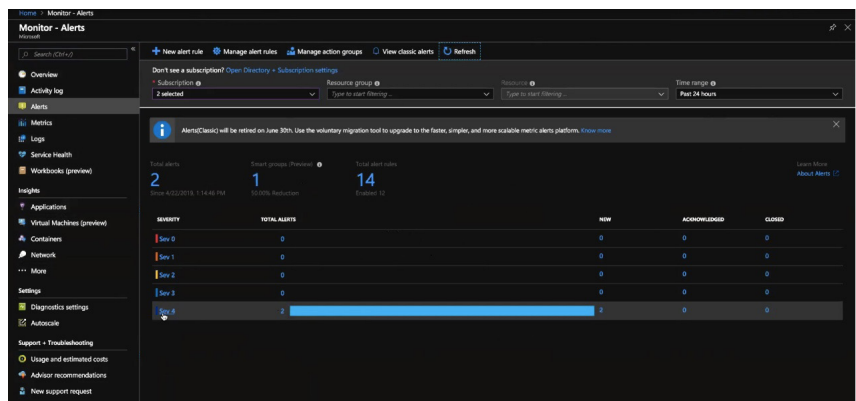 Home > Monitor - Alerts
Monitor - Alerts
Microsoft
Search (Ctrl+/)
Overview
Activity log
Alerts
Metrics
Logs
Service Health
Workbooks (preview)
Insights
Applications
Virtual Machines (preview)
Containers
Network
More
Settings
Diagnostics settings
Autoscale
Support + Troubleshooting
Usage and estimated costs
Advisor recommendations
New support request
New alert rule Manage alert rules Manage action groups View classic alerts Refresh
Don't see a subscription? Open Directory + Subscription settings
* Subscription Resource group Resource Time range
2 selected Type to start filtering ... Type to start filtering ... Past 24 hours
Alerts(Classic) will be retired on June 30th. Use the voluntary migration tool to upgrade to the faster, simpler, and more scalable metric alerts platform. Know more
Total alerts Smart groups (Preview) Total alert rules Learn More
2 1 14 About Alerts
Since 4/22/2019, 1:14:46 PM 50.00% Reduction Enabled 12
SEVERITY TOTAL ALERTS NEW ACKNOWLEDGED CLOSED
Sev 0 0 0 0 0
Sev 1 0 0 0 0
Sev 2 0 0 0 0
Sev 3 0 0 0 0
Sev 4 2 2 0 0